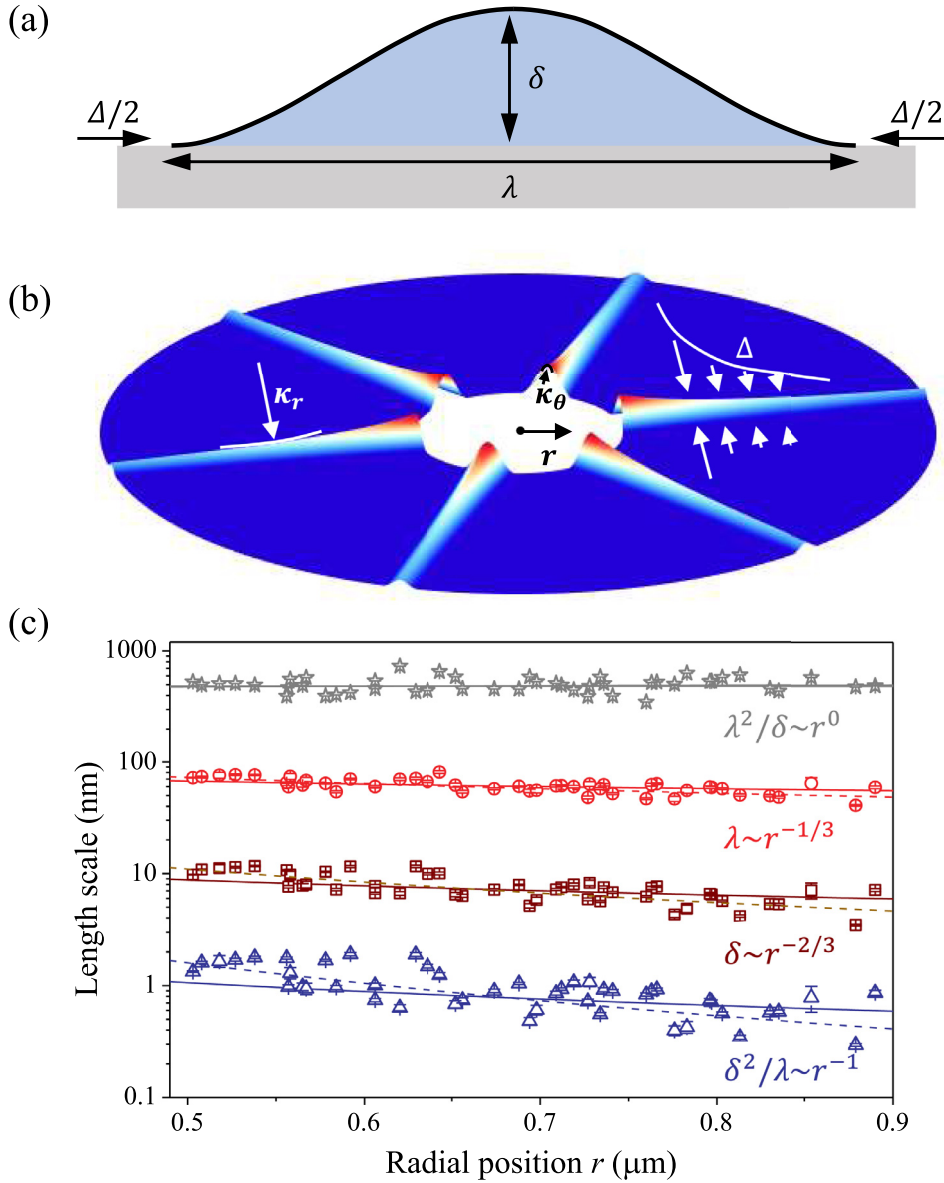 (a)
δ
Δ/2
Δ/2
λ
(b)
Δ
κ_r
κ_θ
r
(c)
1000
100
10
1
0.1
Length scale (nm)
λ²/δ~r⁰
λ~r⁻¹/³
δ~r⁻²/³
δ²/λ~r⁻¹
0.5 0.6 0.7 0.8 0.9
Radial position r (μm)